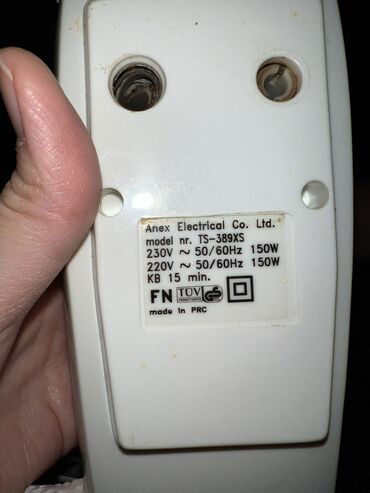 Anex Electrical Co. Ltd.
model nr. TS-389XS
230V ~ 50/60Hz 150W
220V ~ 50/60Hz 150W
KB 15 min.
FN TÜV GS
made in PRC